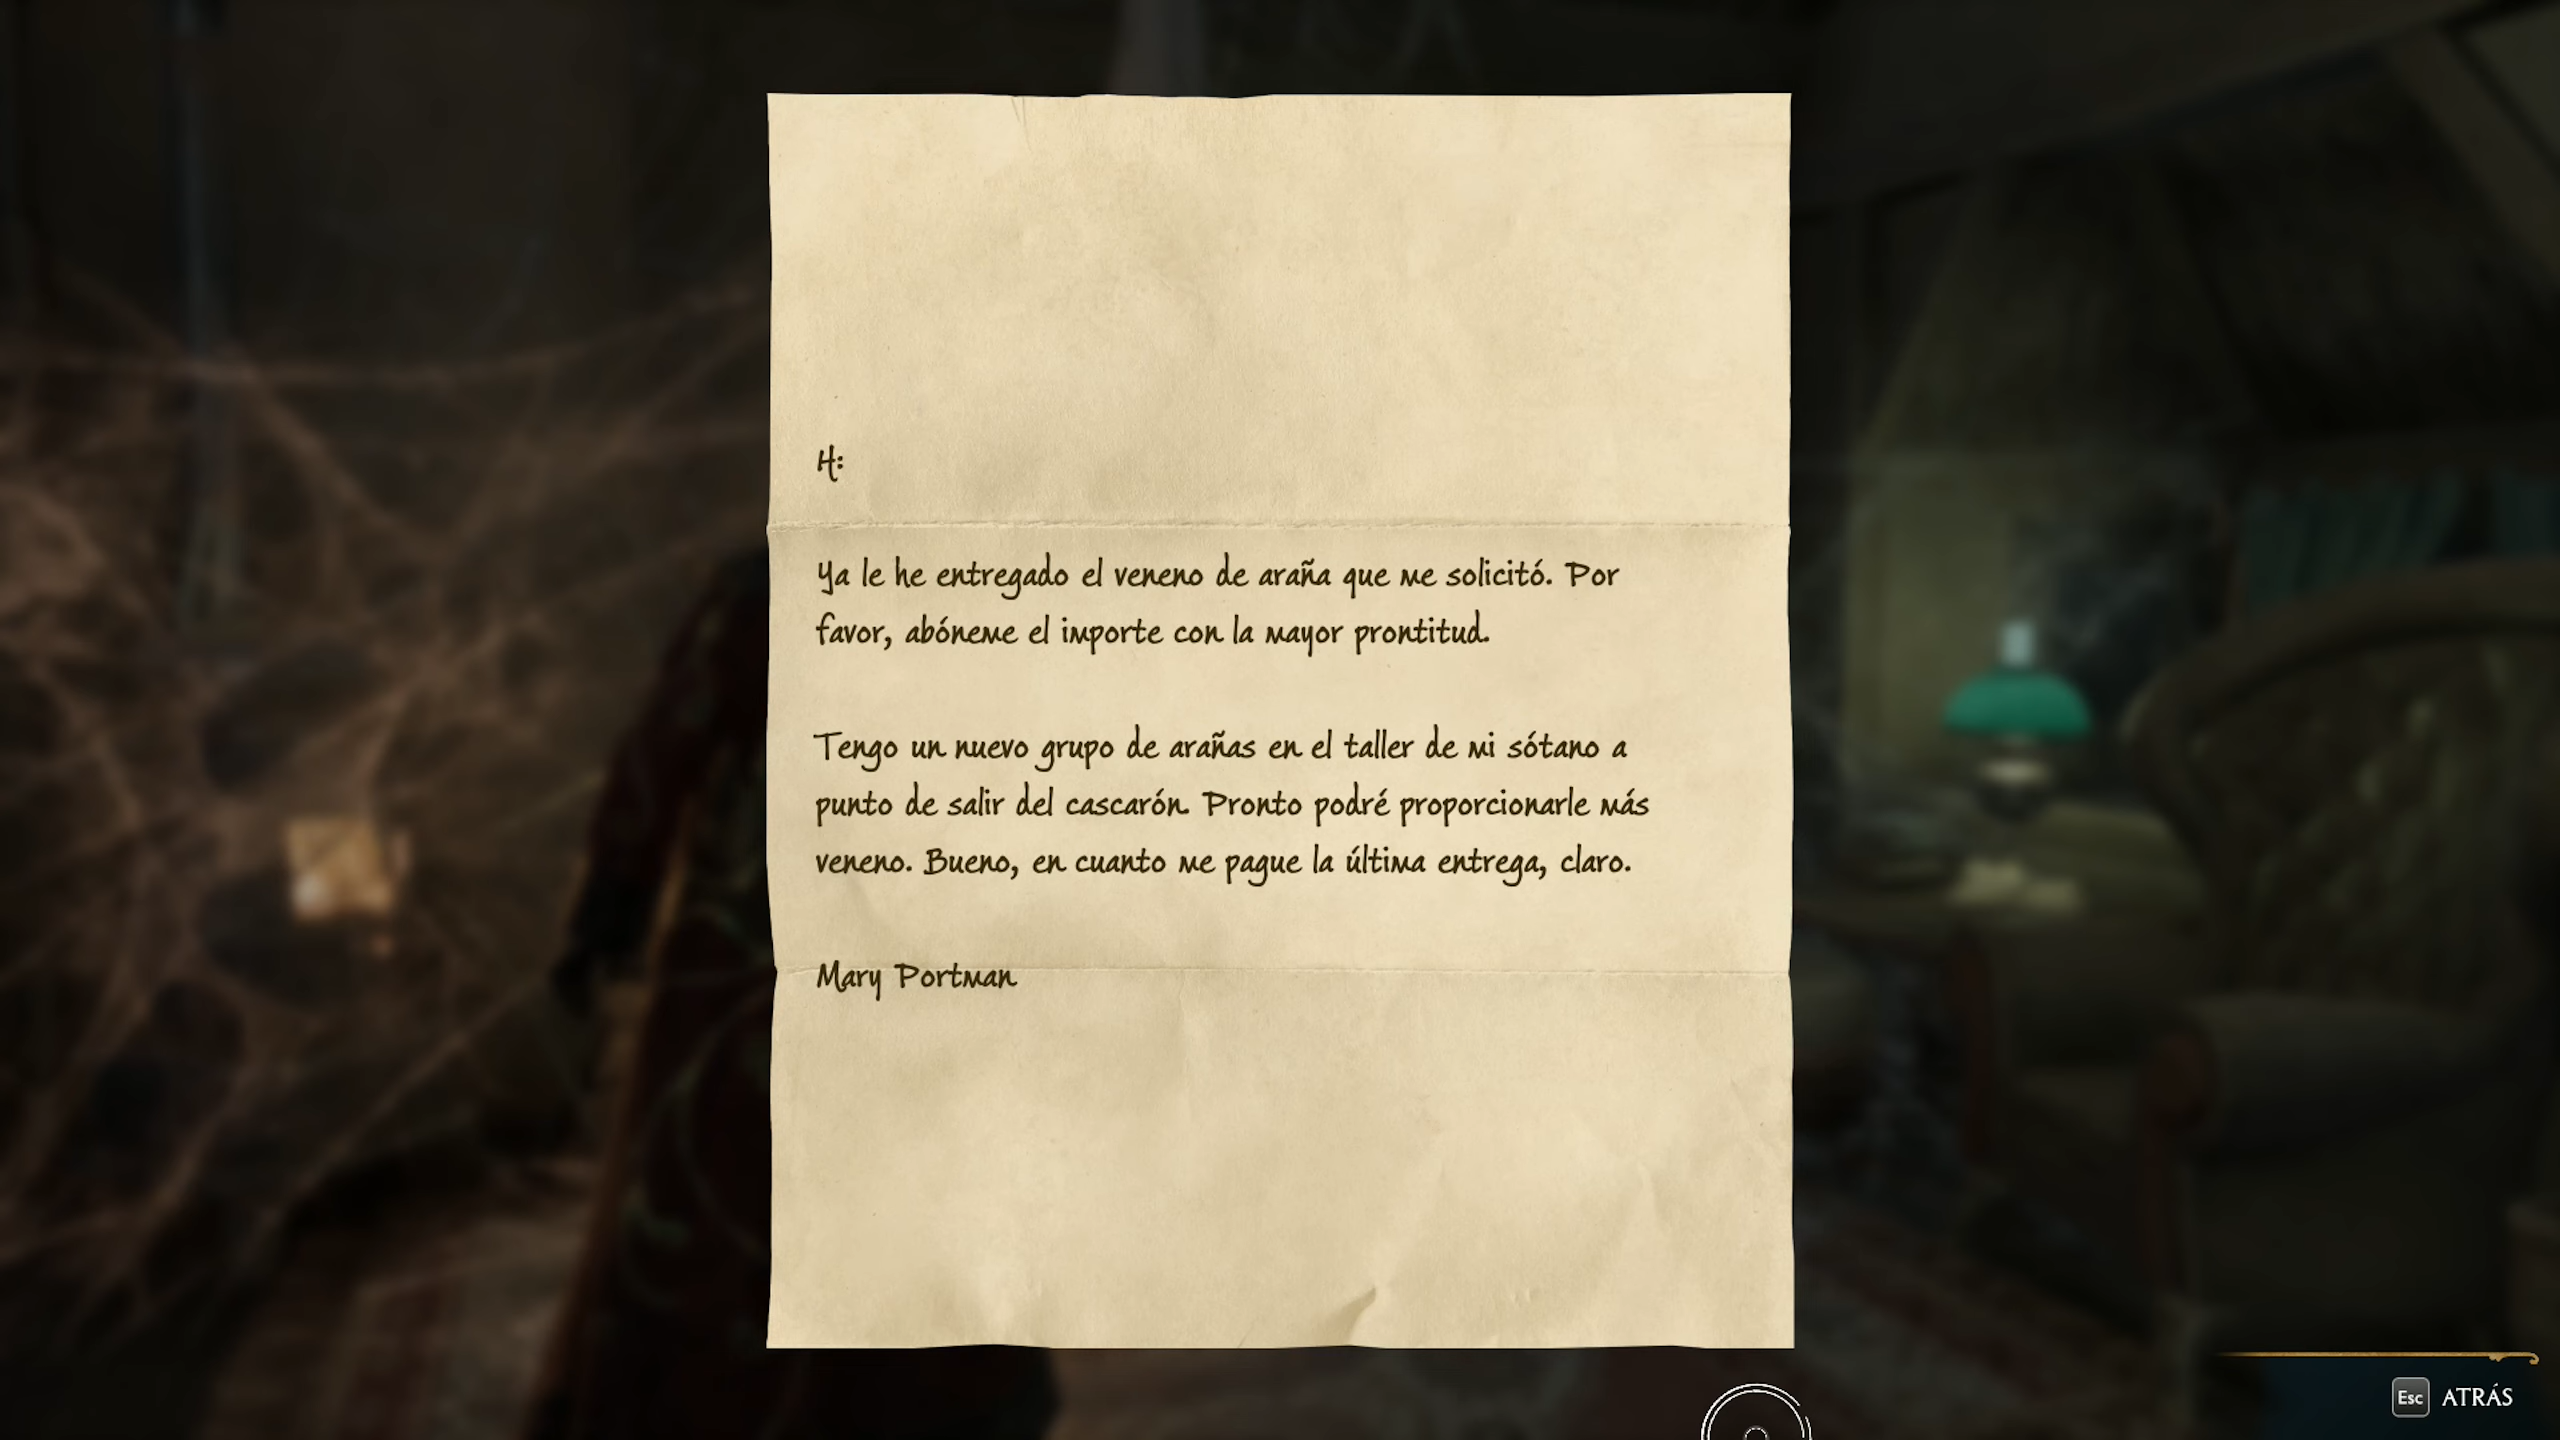 H:
Ya le he entregado el veneno de araña que me solicitó. Por
favor, abóneme el importe con la mayor prontitud.
Tengo un nuevo grupo de arañas en el taller de mi sótano a
punto de salir del cascarón. Pronto podré proporcionarle más
veneno. Bueno, en cuanto me pague la última entrega, claro.
Mary Portman
Esc ATRÁS